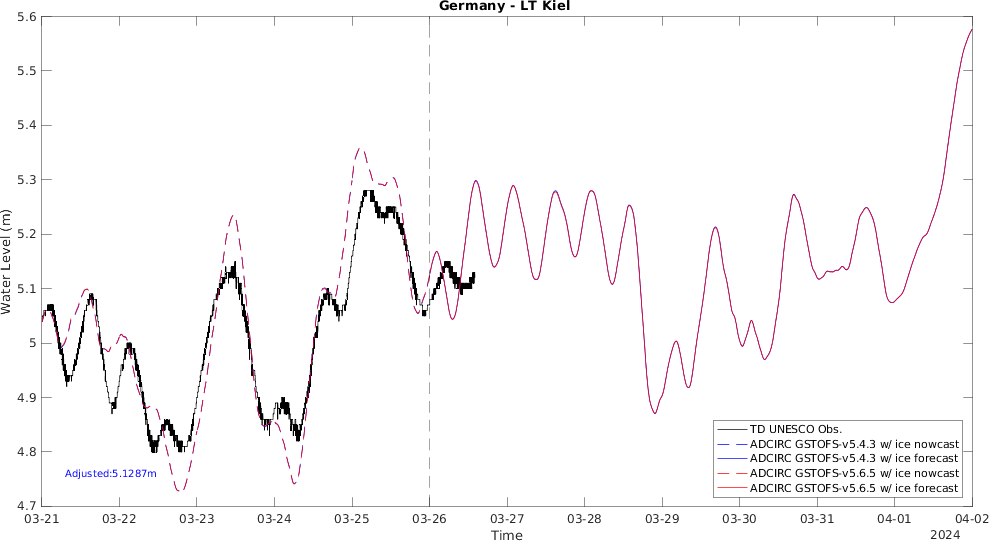 Germany - LT Kiel
5.6
5.5
5.4
5.3
5.2
5.1
5
4.9
4.8
4.7
Water Level (m)
Adjusted:5.1287m
TD UNESCO Obs.
ADCIRC GSTOFS-v5.4.3 w/ ice nowcast
ADCIRC GSTOFS-v5.4.3 w/ ice forecast
ADCIRC GSTOFS-v5.6.5 w/ ice nowcast
ADCIRC GSTOFS-v5.6.5 w/ ice forecast
03-21 03-22 03-23 03-24 03-25 03-26 03-27 03-28 03-29 03-30 03-31 04-01 04-02
Time
2024